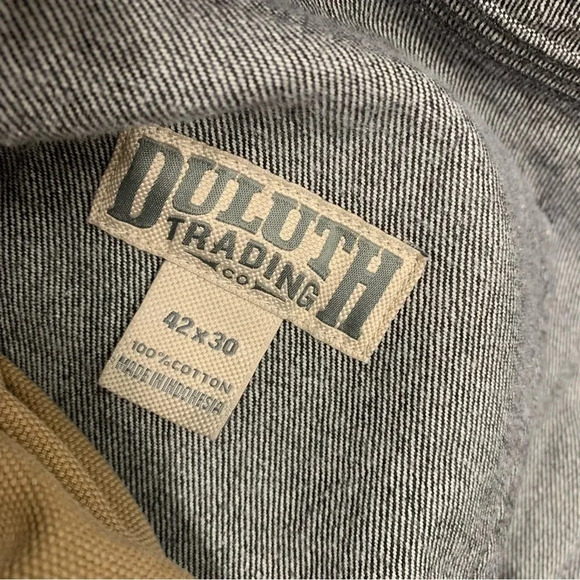 DULUTH
TRADING
CO
42 x 30
100% COTTON
MADE IN INDONESIA